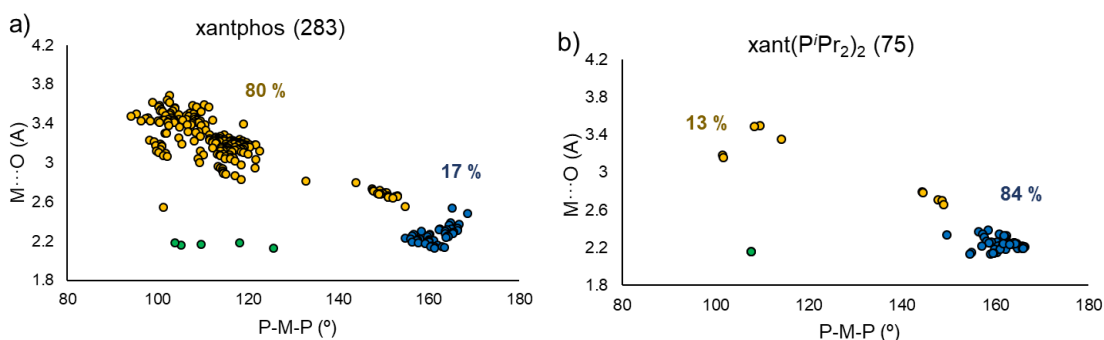 a)
xantphos (283)
4.2
3.8
3.4
3
2.6
2.2
1.8
M···O (A)
80 %
17 %
80 100 120 140 160 180
P-M-P (º)
b)
xant(PⁱPr₂)₂ (75)
4.2
3.8
3.4
3
2.6
2.2
1.8
M···O (A)
13 %
84 %
80 100 120 140 160 180
P-M-P (º)